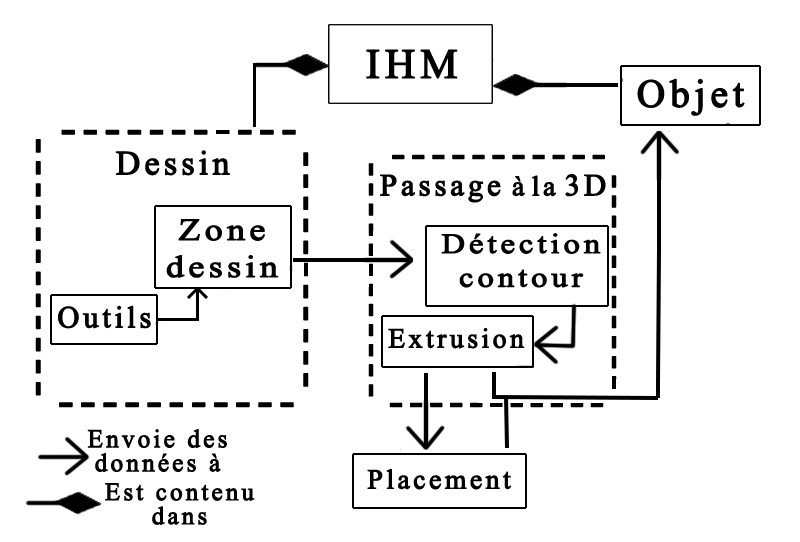 IHM
Objet
Dessin
Zone
dessin
Outils
Passage à la 3D
Détection
contour
Extrusion
Placement
Envoie des
données à
Est contenu
dans